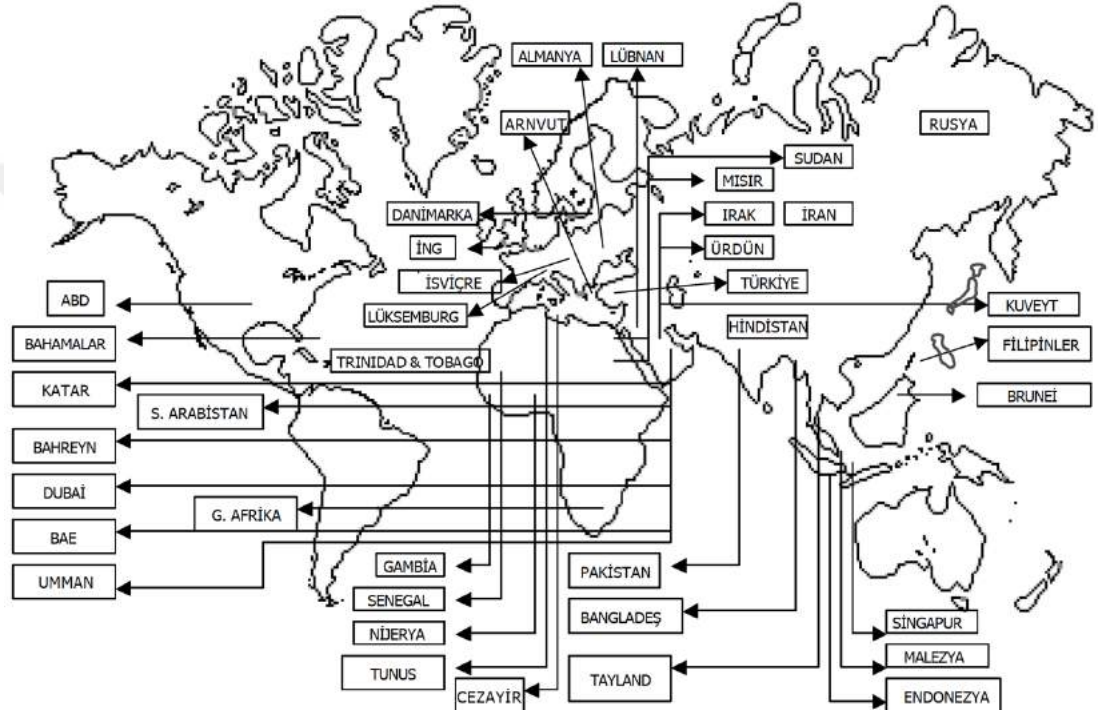 ALMANYA
LÜBNAN
ARNVUT
RUSYA
SUDAN
MISIR
DANİMARKA
IRAK
İRAN
İNG
ÜRDÜN
İSVİÇRE
TÜRKİYE
ABD
LÜKSEMBURG
KUVEYT
BAHAMALAR
HİNDİSTAN
FİLİPİNLER
TRINIDAD & TOBAGO
KATAR
BRUNEİ
S. ARABİSTAN
BAHREYN
DUBAİ
G. AFRİKA
BAE
UMMAN
GAMBİA
PAKİSTAN
SENEGAL
BANGLADEŞ
SİNGAPUR
NİJERYA
MALEZYA
TUNUS
TAYLAND
CEZAYİR
ENDONEZYA